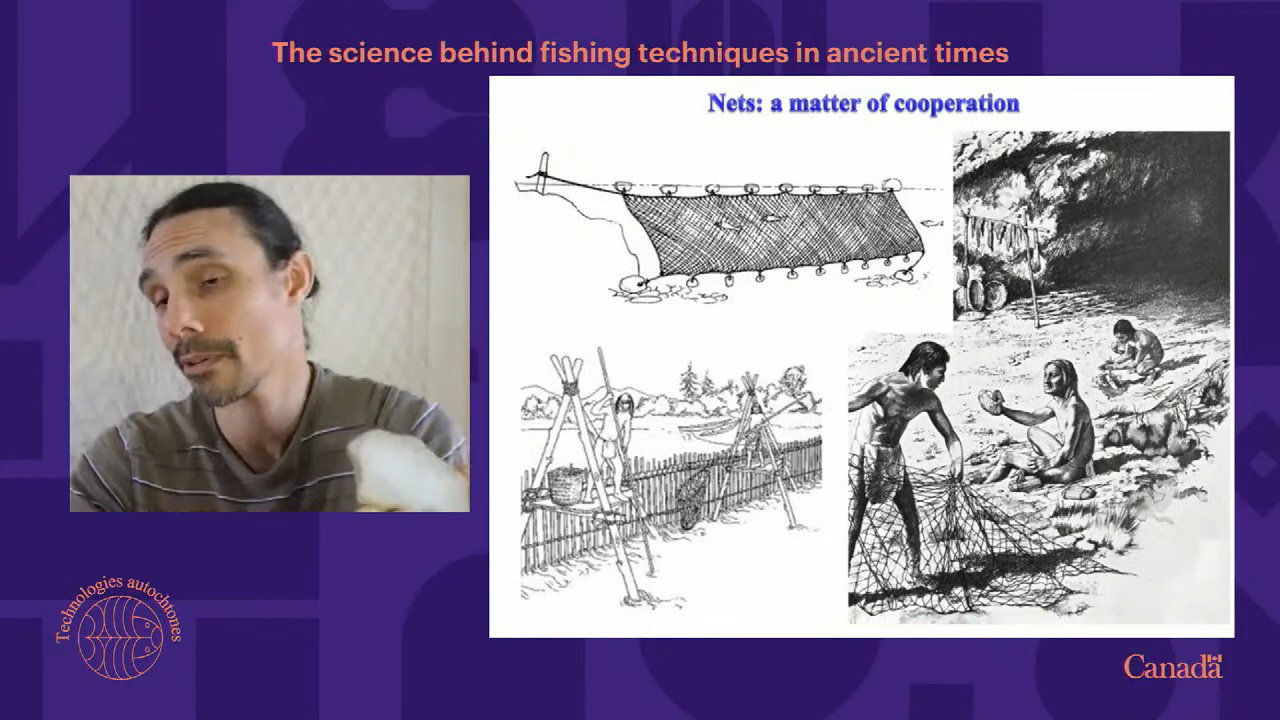 The science behind fishing techniques in ancient times
Nets: a matter of cooperation
Technologies autochtones
Canada